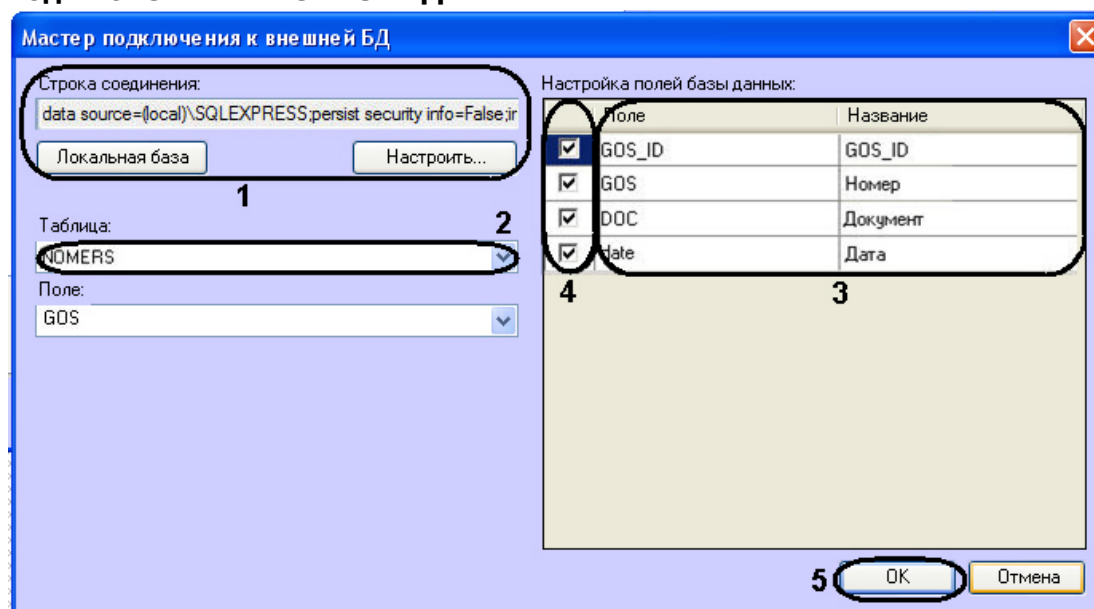 Мастер подключения к внешней БД
Строка соединения:
data source=(local)\SQLEXPRESS;persist security info=False;ir
Локальная база
Настроить...
1
Таблица:
2
NOMERS
Поле:
GOS
Настройка полей базы данных:
Поле Название
GOS_ID GOS_ID
GOS Номер
DOC Документ
date Дата
4
3
5
OK
Отмена